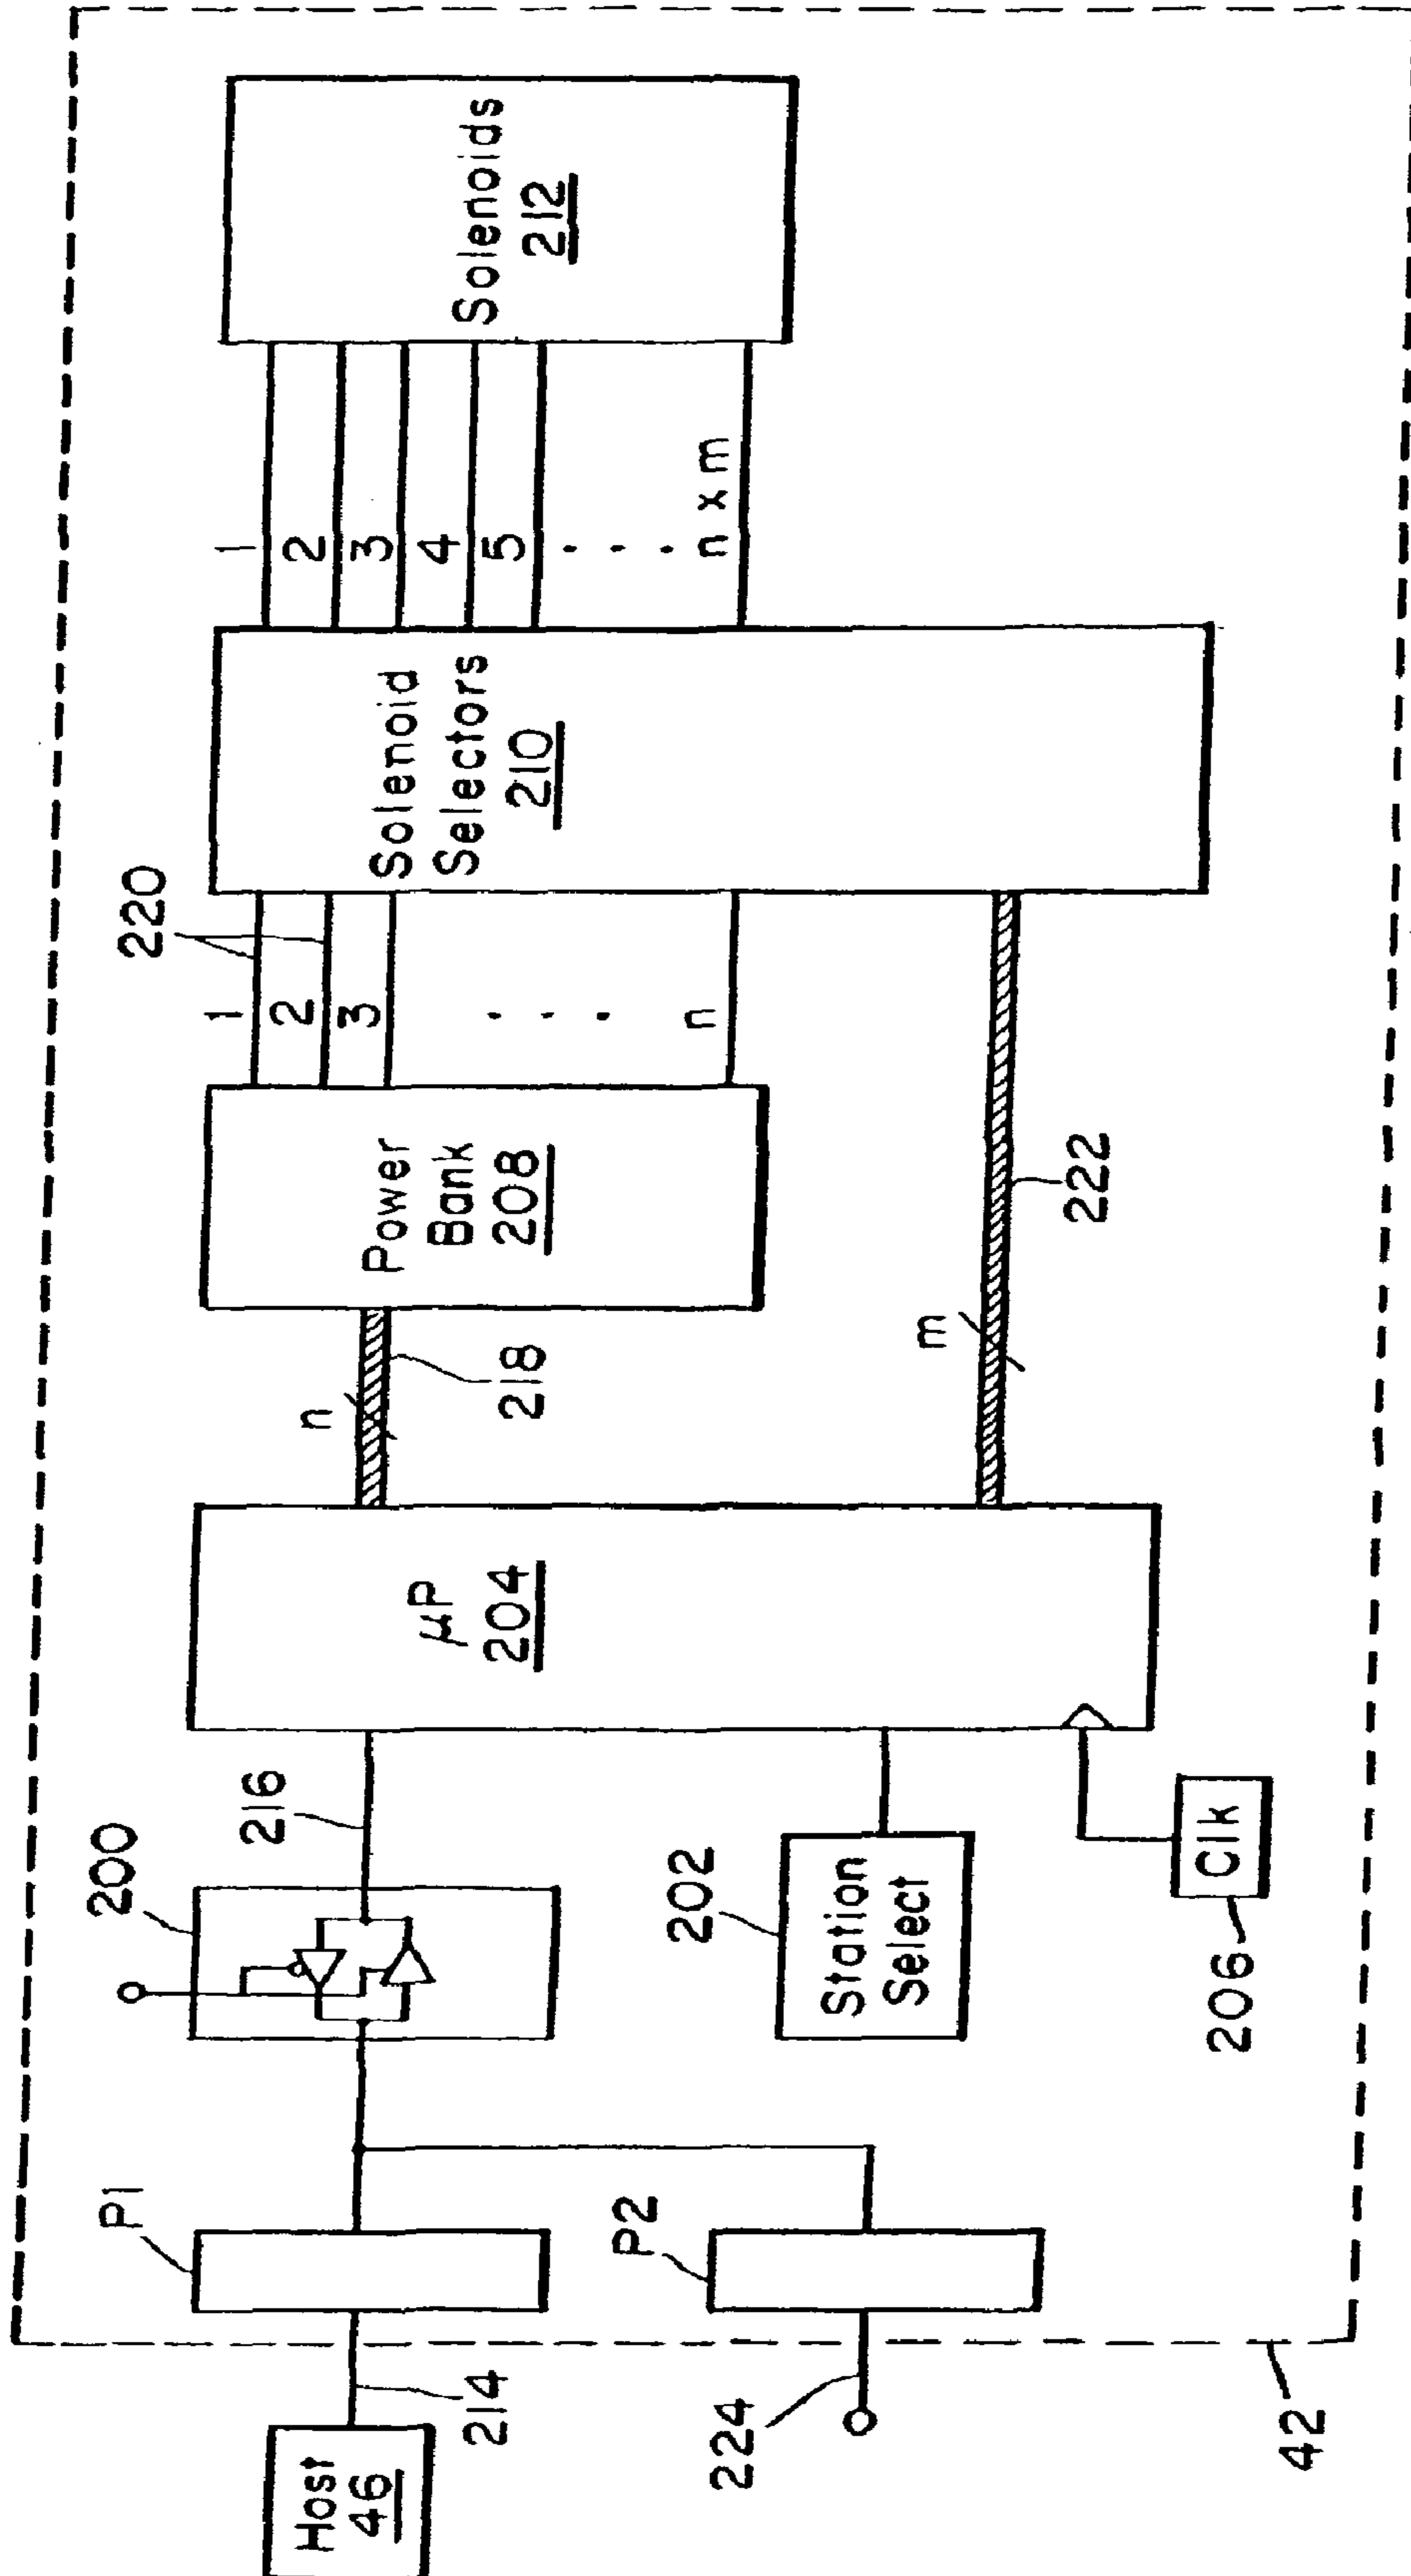 Host
46
214
P1
P2
224
42
200
216
202
Station
Select
Clk
206
μP
204
n
218
m
222
Power
Bank
208
220
1
2
3
. . .
n
Solenoid
Selectors
210
1
2
3
4
5
. . .
n x m
Solenoids
212